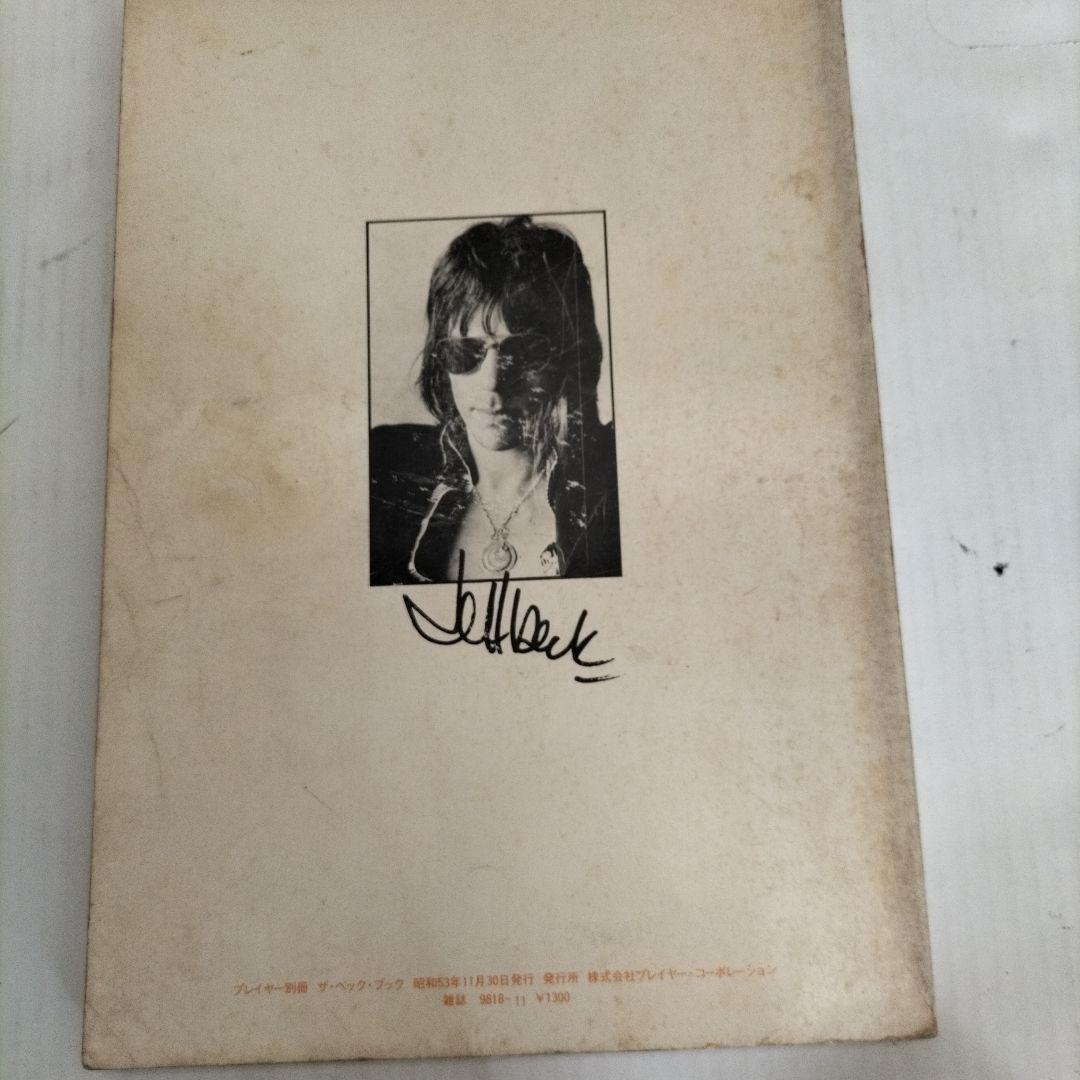 Jeff Beck
プレイヤー別冊 ザ・ベック・ブック 昭和53年11月30日発行 発行所 株式会社プレイヤー・コーポレーション
雑誌 9818-11 ¥1300